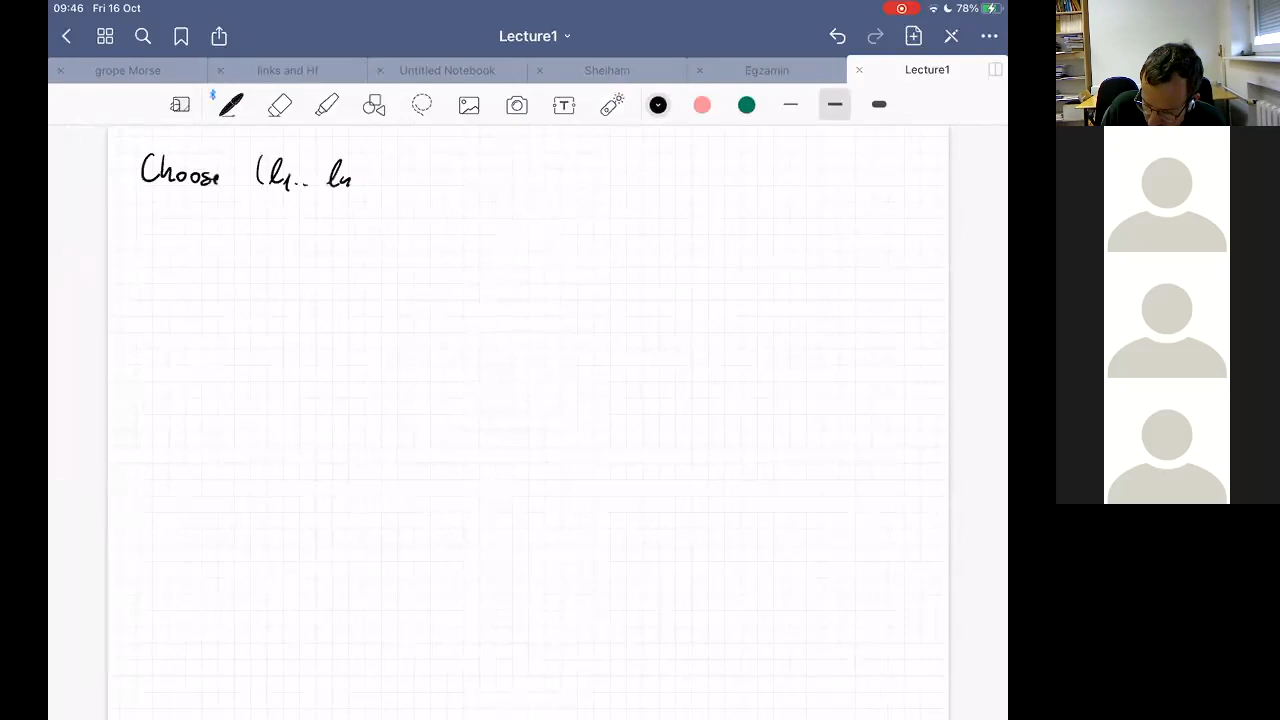 09:46 Fri 16 Oct 78%
Lecture1
grope Morse links and Hf Untitled Notebook Sheiham Egzamin Lecture1
T
Choose (l1.. ln